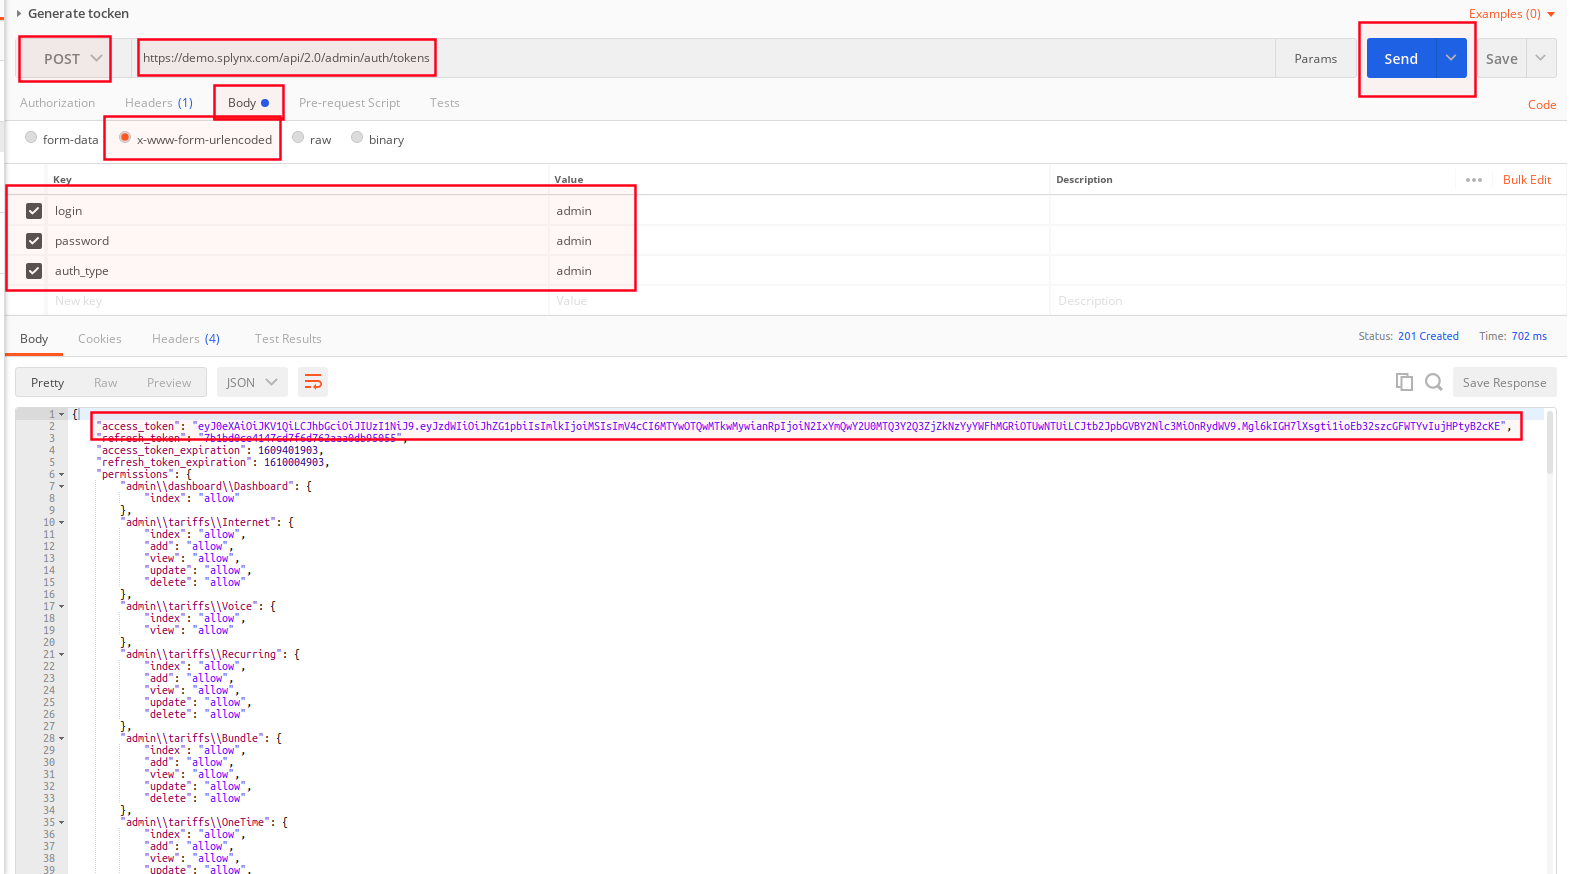 Generate tocken
Examples (0)
POST
https://demo.splynx.com/api/2.0/admin/auth/tokens
Params
Send
Save
Authorization
Headers (1)
Body
Pre-request Script
Tests
Code
form-data
x-www-form-urlencoded
raw
binary
Key
Value
Description
Bulk Edit
login
admin
password
admin
auth_type
admin
New key
Value
Description
Body
Cookies
Headers (4)
Test Results
Status: 201 Created
Time: 702 ms
Pretty
Raw
Preview
JSON
Save Response
1 {
2 "access_token": "eyJ0eXAiOiJKV1QiLCJhbGciOiJIUzI1NiJ9.eyJzdWIiOiJhZG1pbiIsImlkIjoiMSIsImV4cCI6MTYwOTQwMTkwMywianRpIjoiN2IxYmQwY2U0MTQ3Y2Q3ZjZkNzYyYWFhMGRiOTUwNTUiLCJtb2JpbGVBY2Nlc3MiOnRydWV9.Mgl6kIGH7lXsgti1ioEb32szcGFWTYvIujHPtyB2cKE",
3 "refresh_token": "7b1bd0ce4147cd7f6d762aaa0db95055",
4 "access_token_expiration": 1609401903,
5 "refresh_token_expiration": 1610004903,
6 "permissions": {
7 "admin\\dashboard\\Dashboard": {
8 "index": "allow"
9 },
10 "admin\\tariffs\\Internet": {
11 "index": "allow",
12 "add": "allow",
13 "view": "allow",
14 "update": "allow",
15 "delete": "allow"
16 },
17 "admin\\tariffs\\Voice": {
18 "index": "allow",
19 "view": "allow"
20 },
21 "admin\\tariffs\\Recurring": {
22 "index": "allow",
23 "add": "allow",
24 "view": "allow",
25 "update": "allow",
26 "delete": "allow"
27 },
28 "admin\\tariffs\\Bundle": {
29 "index": "allow",
30 "add": "allow",
31 "view": "allow",
32 "update": "allow",
33 "delete": "allow"
34 },
35 "admin\\tariffs\\OneTime": {
36 "index": "allow",
37 "add": "allow",
38 "view": "allow",
39 "update": "allow",